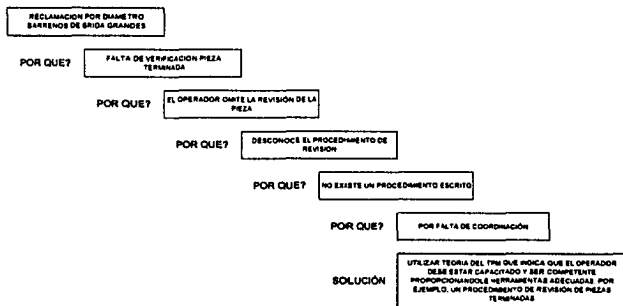 RECLAMACION POR DIAMETRO
BARRENOS DE BRIDA GRANDES
POR QUE?
FALTA DE VERIFICACION PIEZA
TERMINADA
POR QUE?
EL OPERADOR OMITE LA REVISIÓN DE LA
PIEZA
POR QUE?
DESCONOCE EL PROCEDIMIENTO DE
REVISION
POR QUE?
NO EXISTE UN PROCEDIMIENTO ESCRITO
POR QUE?
POR FALTA DE COORDINACIÓN
SOLUCIÓN
UTILIZAR TEORIA DEL TPM QUE INDICA QUE EL OPERADOR
DEBE ESTAR CAPACITADO Y SER COMPETENTE
PROPORCIONANDOLE HERRAMIENTAS ADECUADAS. POR
EJEMPLO, UN PROCEDIMIENTO DE REVISIÓN DE PIEZAS
TERMINADAS